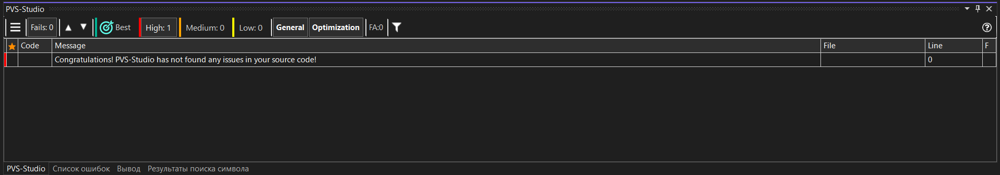 PVS-Studio
Fails: 0 Best High: 1 Medium: 0 Low: 0 General Optimization FA:0
Code Message File Line F
Congratulations! PVS-Studio has not found any issues in your source code! 0
PVS-Studio Список ошибок Вывод Результаты поиска символа